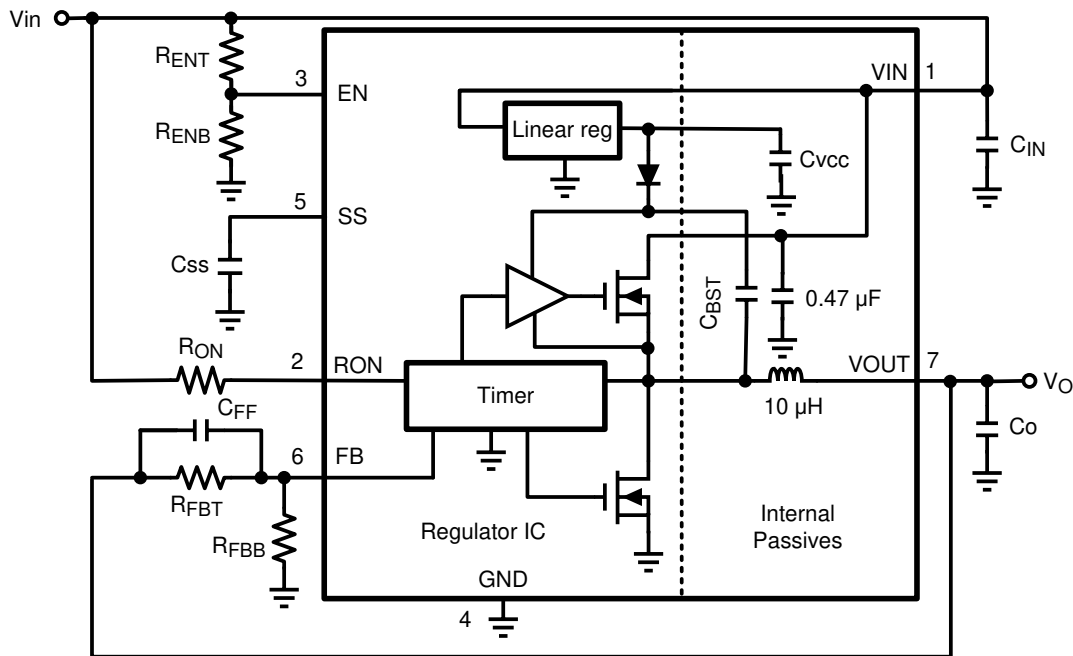 Vin
RENT
3
EN
RENB
VIN
1
Linear reg
Cvcc
CIN
5
SS
Css
CBST
0.47 µF
RON
2
RON
Timer
VOUT
7
VO
10 µH
Co
CFF
6
FB
RFBT
RFBB
Regulator IC
Internal
Passives
GND
4